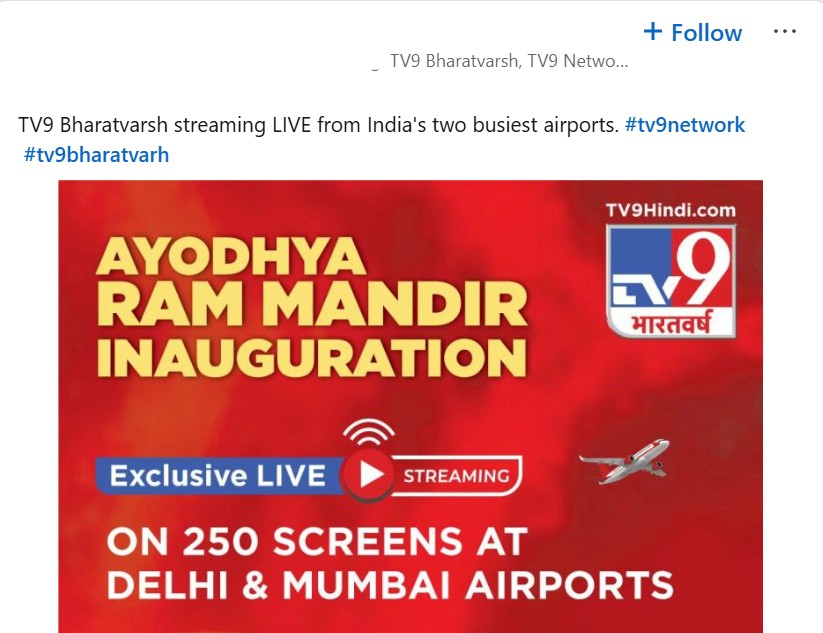 + Follow ...
TV9 Bharatvarsh, TV9 Netwo...
TV9 Bharatvarsh streaming LIVE from India's two busiest airports. #tv9network
#tv9bharatvarh
TV9Hindi.com
TV9
भारतवर्ष
AYODHYA
RAM MANDIR
INAUGURATION
Exclusive LIVE STREAMING
ON 250 SCREENS AT
DELHI & MUMBAI AIRPORTS